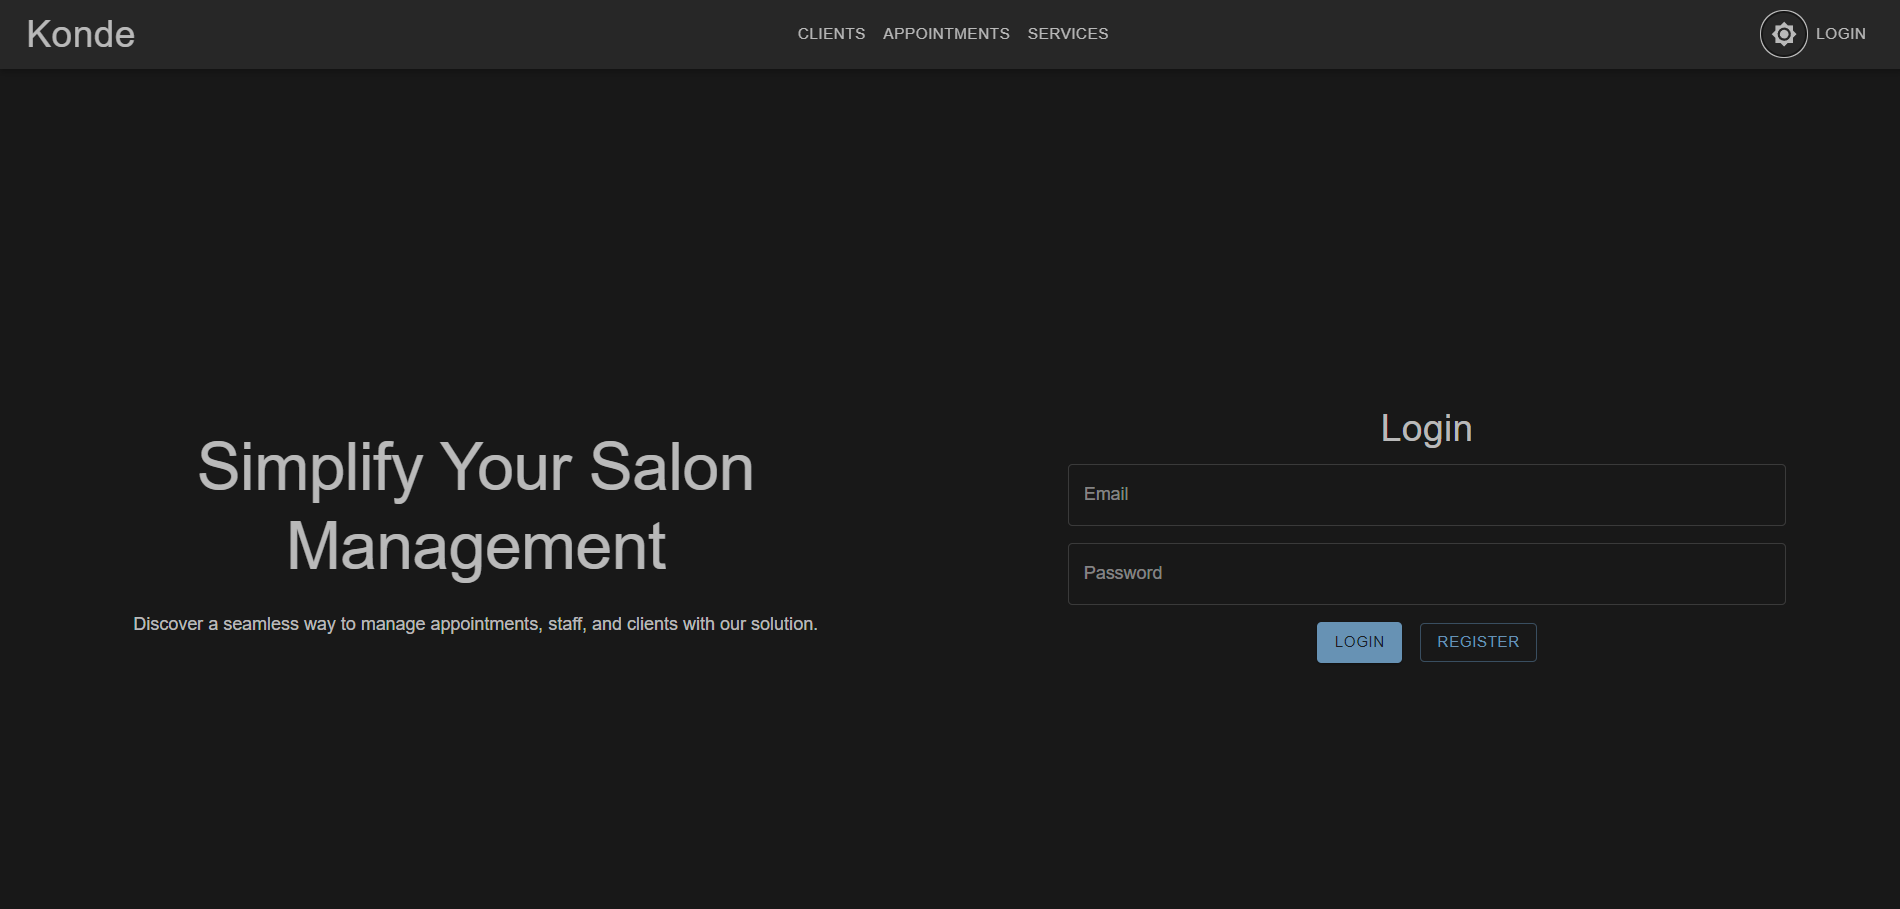 Konde
CLIENTS APPOINTMENTS SERVICES
LOGIN
Simplify Your Salon
Management
Discover a seamless way to manage appointments, staff, and clients with our solution.
Login
Email
Password
LOGIN REGISTER